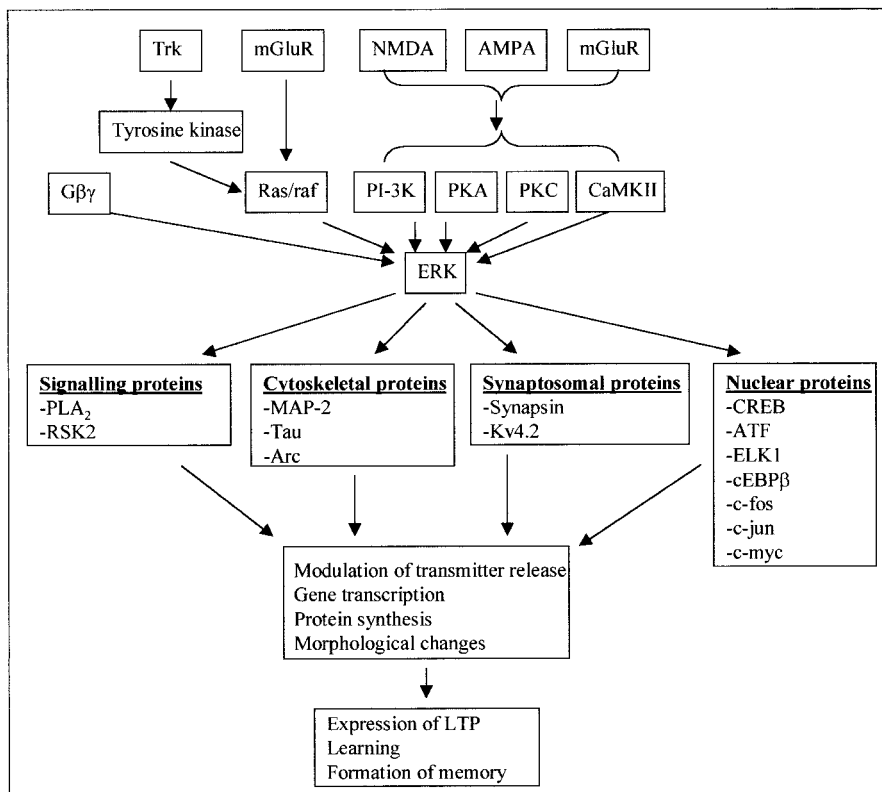 Trk
mGluR
NMDA
AMPA
mGluR
Tyrosine kinase
Gβγ
Ras/raf
PI-3K
PKA
PKC
CaMKII
ERK
Signalling proteins
-PLA₂
-RSK2
Cytoskeletal proteins
-MAP-2
-Tau
-Arc
Synaptosomal proteins
-Synapsin
-Kv4.2
Nuclear proteins
-CREB
-ATF
-ELK1
-cEBPβ
-c-fos
-c-jun
-c-myc
Modulation of transmitter release
Gene transcription
Protein synthesis
Morphological changes
Expression of LTP
Learning
Formation of memory